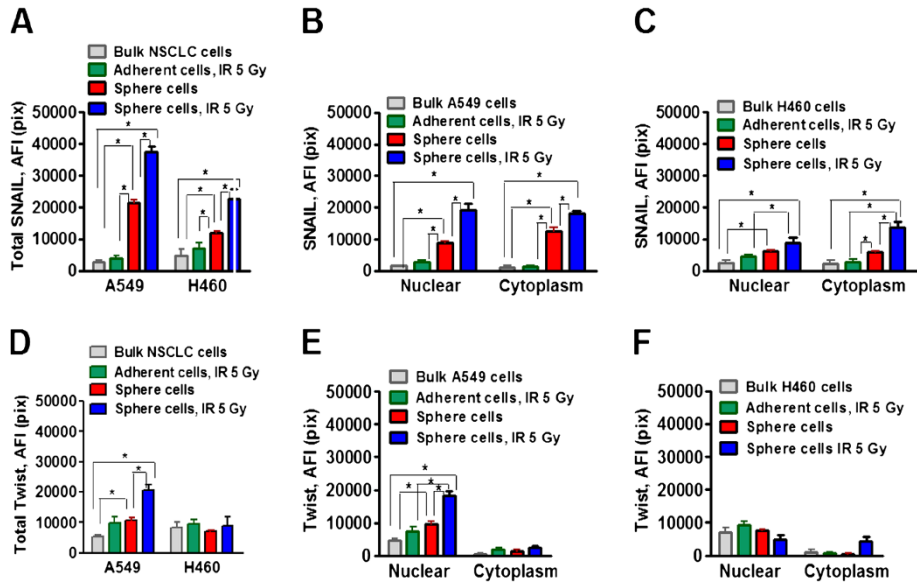 A
Bulk NSCLC cells
Adherent cells, IR 5 Gy
Sphere cells
Sphere cells, IR 5 Gy
Total SNAIL, AFI (pix)
50000
40000
30000
20000
10000
0
* * * * * * *
A549 H460
B
Bulk A549 cells
Adherent cells, IR 5 Gy
Sphere cells
Sphere cells, IR 5 Gy
SNAIL, AFI (pix)
50000
40000
30000
20000
10000
0
* * * * * * * *
Nuclear Cytoplasm
C
Bulk H460 cells
Adherent cells, IR 5 Gy
Sphere cells
Sphere cells, IR 5 Gy
SNAIL, AFI (pix)
50000
40000
30000
20000
10000
0
* * * * * * *
Nuclear Cytoplasm
D
Bulk NSCLC cells
Adherent cells, IR 5 Gy
Sphere cells
Sphere cells, IR 5 Gy
Total Twist, AFI (pix)
50000
40000
30000
20000
10000
0
* * *
A549 H460
E
Bulk A549 cells
Adherent cells, IR 5 Gy
Sphere cells
Sphere cells, IR 5 Gy
Twist, AFI (pix)
50000
40000
30000
20000
10000
0
* * * *
Nuclear Cytoplasm
F
Bulk H460 cells
Adherent cells, IR 5 Gy
Sphere cells
Sphere cells IR 5 Gy
Twist, AFI (pix)
50000
40000
30000
20000
10000
0
Nuclear Cytoplasm